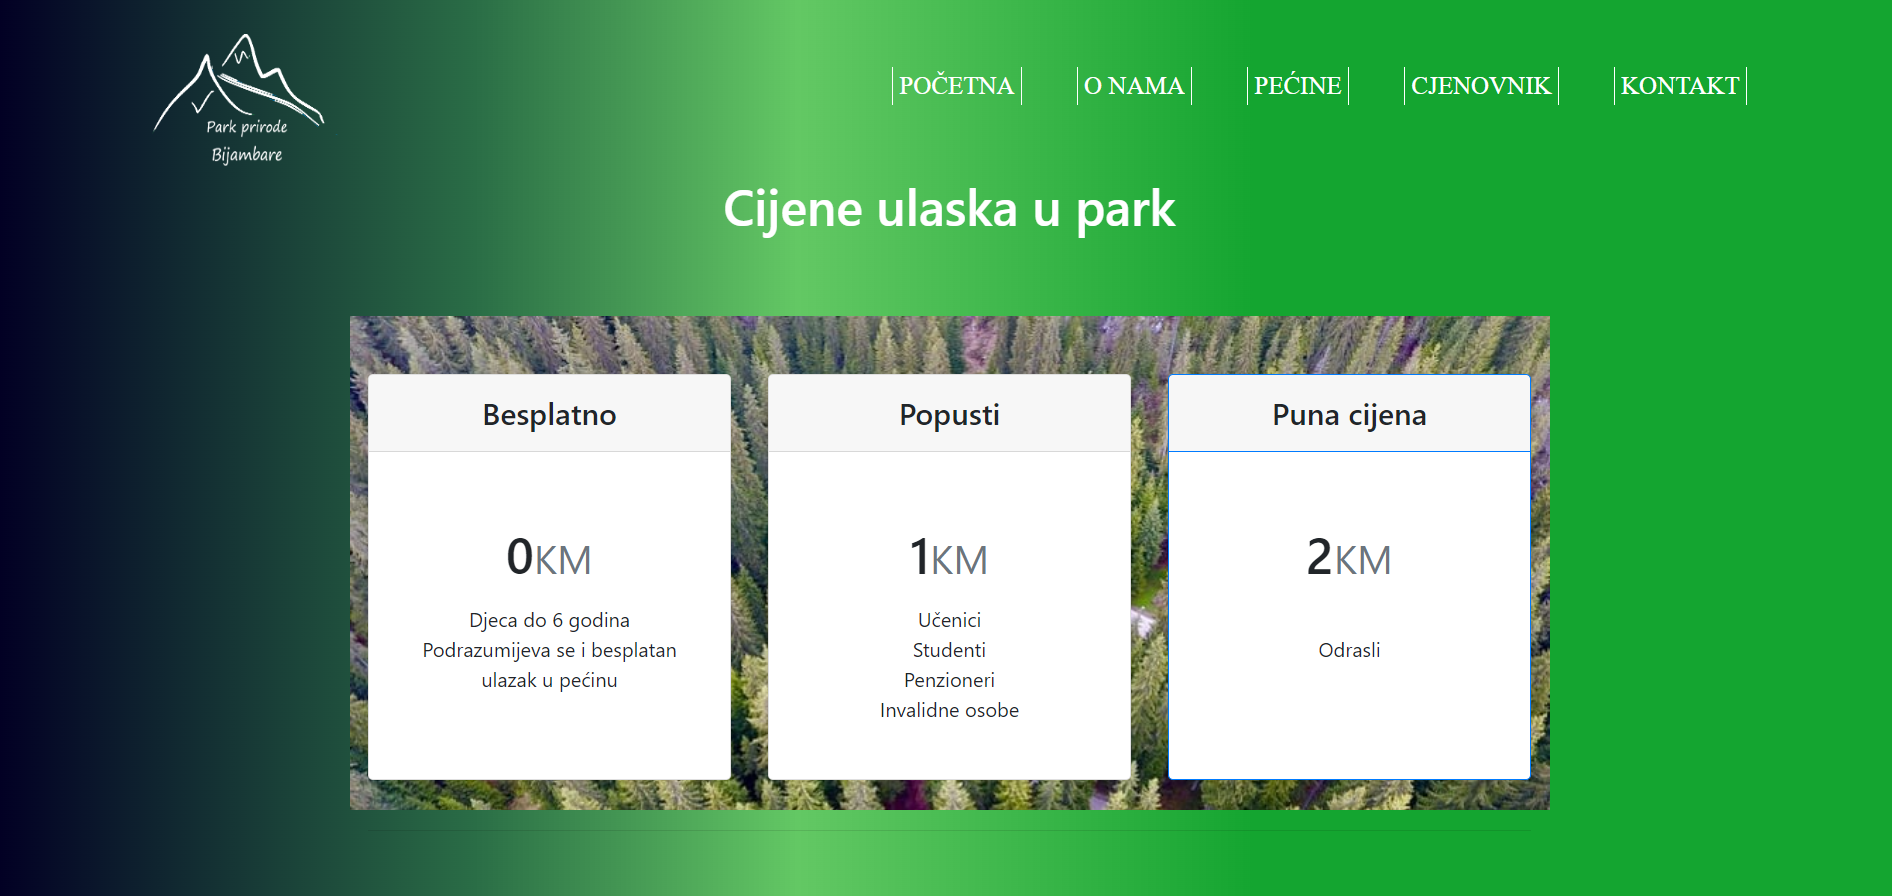 Park prirode
Bijambare
POČETNA
O NAMA
PEĆINE
CJENOVNIK
KONTAKT
Cijene ulaska u park
Besplatno
0KM
Djeca do 6 godina
Podrazumijeva se i besplatan
ulazak u pećinu
Popusti
1KM
Učenici
Studenti
Penzioneri
Invalidne osobe
Puna cijena
2KM
Odrasli